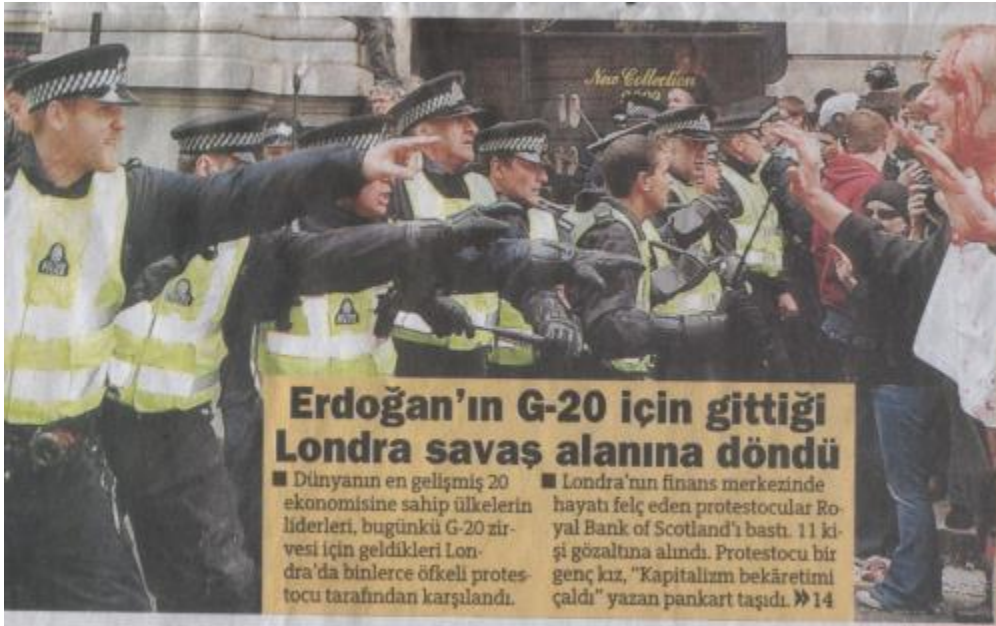 New Collection
2009
POLICE
Erdoğan'ın G-20 için gittiği
Londra savaş alanına döndü
■ Dünyanın en gelişmiş 20
ekonomisine sahip ülkelerin
liderleri, bugünkü G-20 zir-
vesi için geldikleri Lon-
dra'da binlerce öfkeli protes-
tocu tarafından karşılandı.
■ Londra'nın finans merkezinde
hayatı felç eden protestocular Ro-
yal Bank of Scotland'ı bastı. 11 ki-
şi gözaltına alındı. Protestocu bir
genç kız, "Kapitalizm bekâretimi
çaldı" yazan pankart taşıdı. »14